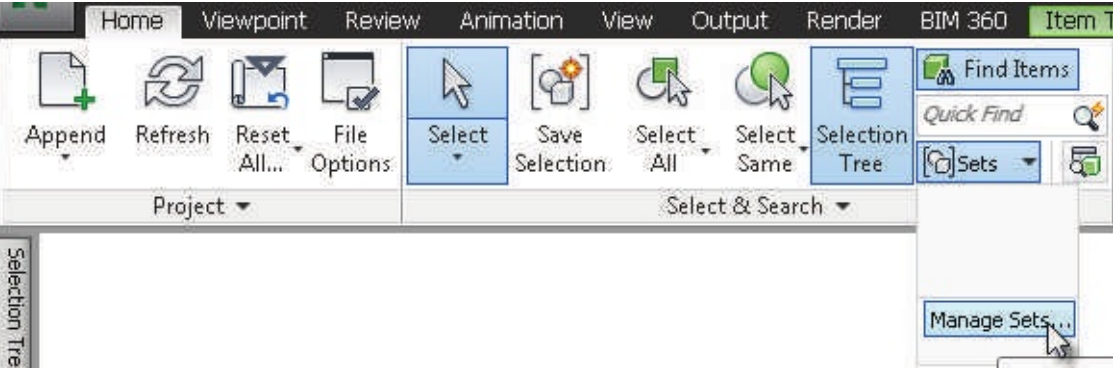 Home Viewpoint Review Animation View Output Render BIM 360 Item
Append Refresh Reset All... File Options Select Save Selection Select All Select Same Selection Tree
Find Items
Quick Find
Sets
Project Select & Search
Manage Sets...
Selection Tre